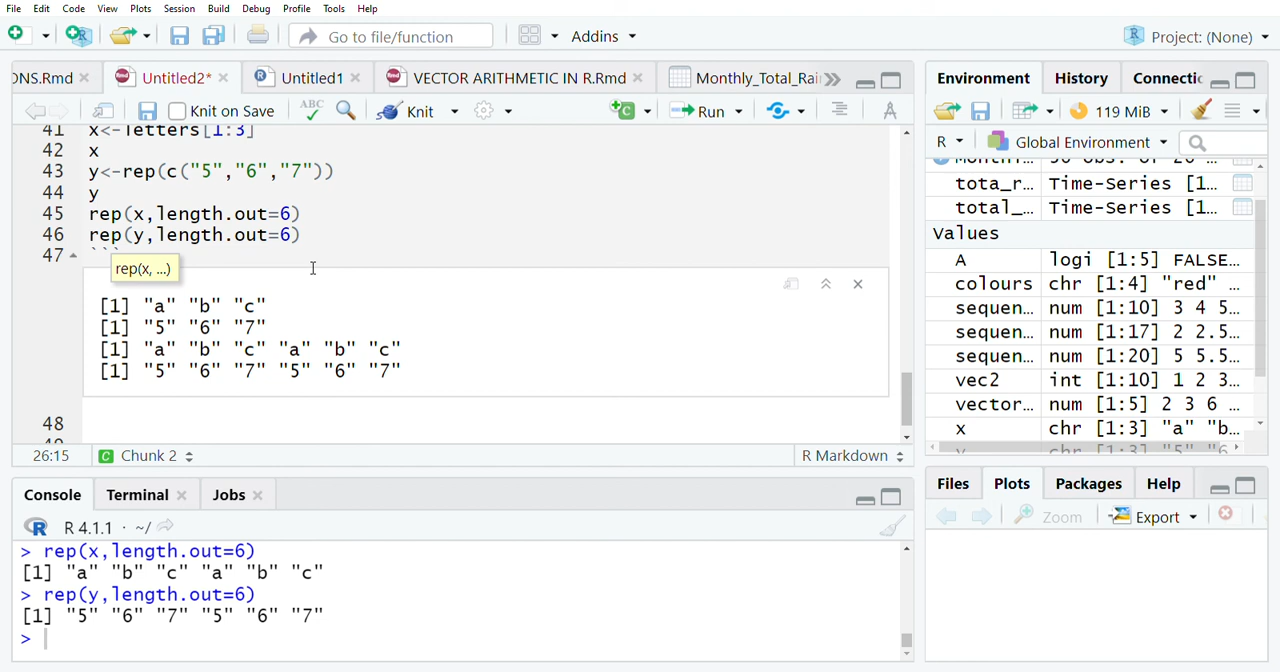 File Edit Code View Plots Session Build Debug Profile Tools Help
Go to file/function Addins Project: (None)
ONS.Rmd Untitled2* Untitled1 VECTOR ARITHMETIC IN R.Rmd Monthly_Total_Rai
Knit on Save ABC Knit Run
41 x<-letters[1:3]
42 x
43 y<-rep(c("5","6","7"))
44 y
45 rep(x,length.out=6)
46 rep(y,length.out=6)
47 ```
rep(x, ...)
[1] "a" "b" "c"
[1] "5" "6" "7"
[1] "a" "b" "c" "a" "b" "c"
[1] "5" "6" "7" "5" "6" "7"
48
26:15 Chunk 2 R Markdown
Console Terminal Jobs
R 4.1.1 · ~/
> rep(x,length.out=6)
[1] "a" "b" "c" "a" "b" "c"
> rep(y,length.out=6)
[1] "5" "6" "7" "5" "6" "7"
>
Environment History Connectic
119 MiB
R Global Environment
tota_r... Time-Series [1...
total_... Time-Series [1...
Values
A logi [1:5] FALSE...
colours chr [1:4] "red" ...
sequen... num [1:10] 3 4 5...
sequen... num [1:17] 2 2.5...
sequen... num [1:20] 5 5.5...
vec2 int [1:10] 1 2 3...
vector... num [1:5] 2 3 6 ...
x chr [1:3] "a" "b...
Files Plots Packages Help
Zoom Export